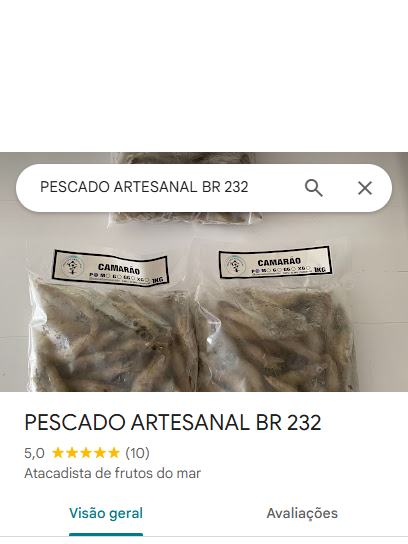 PESCADO ARTESANAL BR 232
CAMARÃO
P M G GG XG 1KG
CAMARÃO
P M G GG XG 1KG
PESCADO ARTESANAL BR 232
5,0 ★★★★★ (10)
Atacadista de frutos do mar
Visão geral
Avaliações